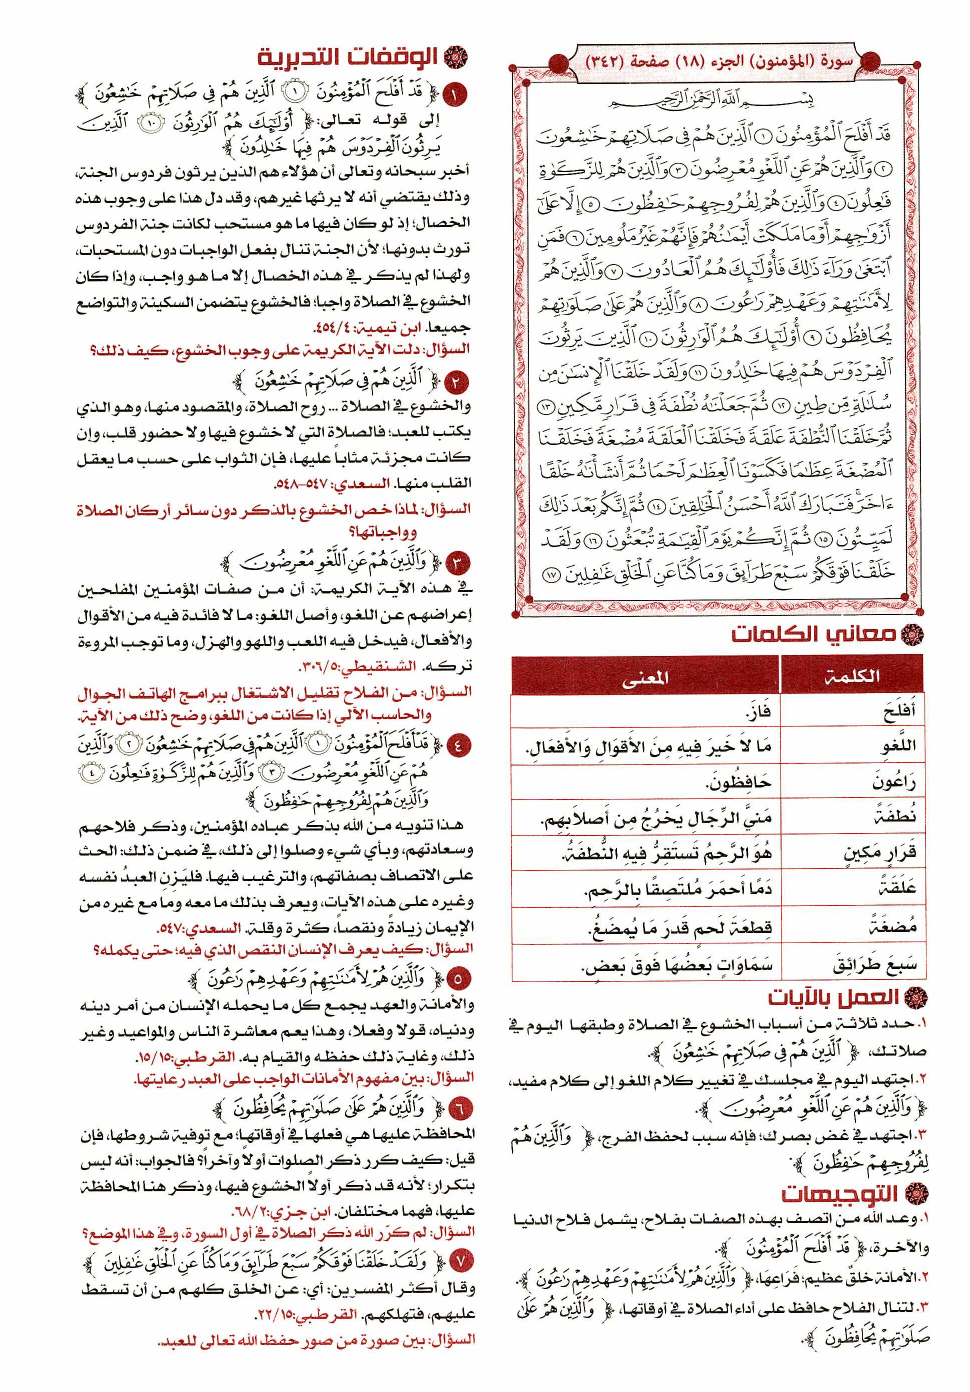 سورة (المؤمنون) الجزء (١٨) صفحة (٣٤٢)
بِسْمِ اللَّهِ الرَّحْمَٰنِ الرَّحِيمِ
قَدْ أَفْلَحَ الْمُؤْمِنُونَ ١ الَّذِينَ هُمْ فِي صَلَاتِهِمْ خَاشِعُونَ
٢ وَالَّذِينَ هُمْ عَنِ اللَّغْوِ مُعْرِضُونَ ٣ وَالَّذِينَ هُمْ لِلزَّكَوٰةِ
فَاعِلُونَ ٤ وَالَّذِينَ هُمْ لِفُرُوجِهِمْ حَافِظُونَ ٥ إِلَّا عَلَىٰ
أَزْوَاجِهِمْ أَوْ مَا مَلَكَتْ أَيْمَانُهُمْ فَإِنَّهُمْ غَيْرُ مَلُومِينَ ٦ فَمَنِ
ابْتَغَىٰ وَرَاءَ ذَٰلِكَ فَأُولَٰئِكَ هُمُ الْعَادُونَ ٧ وَالَّذِينَ هُمْ
لِأَمَانَاتِهِمْ وَعَهْدِهِمْ رَاعُونَ ٨ وَالَّذِينَ هُمْ عَلَىٰ صَلَوَاتِهِمْ
يُحَافِظُونَ ٩ أُولَٰئِكَ هُمُ الْوَارِثُونَ ١٠ الَّذِينَ يَرِثُونَ
الْفِرْدَوْسَ هُمْ فِيهَا خَالِدُونَ ١١ وَلَقَدْ خَلَقْنَا الْإِنسَانَ مِن
سُلَالَةٍ مِّن طِينٍ ١٢ ثُمَّ جَعَلْنَاهُ نُطْفَةً فِي قَرَارٍ مَّكِينٍ ١٣
ثُمَّ خَلَقْنَا النُّطْفَةَ عَلَقَةً فَخَلَقْنَا الْعَلَقَةَ مُضْغَةً فَخَلَقْنَا
الْمُضْغَةَ عِظَامًا فَكَسَوْنَا الْعِظَامَ لَحْمًا ثُمَّ أَنشَأْنَاهُ خَلْقًا
ءَاخَرَ فَتَبَارَكَ اللَّهُ أَحْسَنُ الْخَالِقِينَ ١٤ ثُمَّ إِنَّكُم بَعْدَ ذَٰلِكَ
لَمَيِّتُونَ ١٥ ثُمَّ إِنَّكُمْ يَوْمَ الْقِيَامَةِ تُبْعَثُونَ ١٦ وَلَقَدْ
خَلَقْنَا فَوْقَكُمْ سَبْعَ طَرَائِقَ وَمَا كُنَّا عَنِ الْخَلْقِ غَافِلِينَ ١٧
معاني الكلمات
الكلمة المعنى
أَفْلَحَ فَازَ.
اللَّغْوِ مَا لَا خَيْرَ فِيهِ مِنَ الأَقْوَالِ وَالأَفْعَالِ.
رَاعُونَ حَافِظُونَ.
نُطْفَةً مَنِيَّ الرِّجَالِ يَخْرُجُ مِن أَصْلَابِهِم.
قَرَارٍ مَكِينٍ هُوَ الرَّحِمُ تَستَقِرُّ فِيهِ النُّطْفَةُ.
عَلَقَةً دَمًا أَحمَرَ مُلتَصِقًا بِالرَّحِمِ.
مُضغَةً قِطعَةَ لَحمٍ قَدرَ مَا يُمضَغُ.
سَبعَ طَرَائِقَ سَمَاوَاتٍ بَعضُهَا فَوقَ بَعضٍ.
العمل بالآيات
١. حدد ثلاثة من أسباب الخشوع في الصلاة وطبقها اليوم في
صلاتك، ﴿ الَّذِينَ هُمْ فِي صَلَاتِهِمْ خَاشِعُونَ ﴾.
٢. اجتهد اليوم في مجلسك في تغيير كلام اللغو إلى كلام مفيد،
﴿ وَالَّذِينَ هُمْ عَنِ اللَّغْوِ مُعْرِضُونَ ﴾.
٣. اجتهد في غض بصرك؛ فإنه سبب لحفظ الفرج، ﴿ وَالَّذِينَ هُمْ
لِفُرُوجِهِمْ حَافِظُونَ ﴾.
التوجيهات
١. وعد الله من اتصف بهذه الصفات بفلاح، يشمل فلاح الدنيا
والآخرة، ﴿ قَدْ أَفْلَحَ الْمُؤْمِنُونَ ﴾.
٢. الأمانة خلقٌ عظيم؛ فَرَاعِهَا، ﴿ وَالَّذِينَ هُمْ لِأَمَانَاتِهِمْ وَعَهْدِهِمْ رَاعُونَ ﴾.
٣. لتنال الفلاح حافظ على أداء الصلاة في أوقاتها، ﴿ وَالَّذِينَ هُمْ عَلَىٰ
صَلَوَاتِهِمْ يُحَافِظُونَ ﴾.
الوقفات التدبرية
١ ﴿ قَدْ أَفْلَحَ الْمُؤْمِنُونَ ١ الَّذِينَ هُمْ فِي صَلَاتِهِمْ خَاشِعُونَ ﴾
إلى قوله تعالى: ﴿ أُولَٰئِكَ هُمُ الْوَارِثُونَ ١٠ الَّذِينَ
يَرِثُونَ الْفِرْدَوْسَ هُمْ فِيهَا خَالِدُونَ ﴾
أخبر سبحانه وتعالى أن هؤلاء هم الذين يرثون فردوس الجنة،
وذلك يقتضي أنه لا يرثها غيرهم، وقد دل هذا على وجوب هذه
الخصال؛ إذ لو كان فيها ما هو مستحب لكانت جنة الفردوس
تورث بدونها؛ لأن الجنة تنال بفعل الواجبات دون المستحبات،
ولهذا لم يذكر في هذه الخصال إلا ما هو واجب، وإذا كان
الخشوع في الصلاة واجبا؛ فالخشوع يتضمن السكينة والتواضع
جميعا. ابن تيمية: ٤٥٤/٤.
السؤال: دلت الآية الكريمة على وجوب الخشوع، كيف ذلك؟
٢ ﴿ الَّذِينَ هُمْ فِي صَلَاتِهِمْ خَاشِعُونَ ﴾
والخشوع في الصلاة ... روح الصلاة، والمقصود منها، وهو الذي
يكتب للعبد؛ فالصلاة التي لا خشوع فيها ولا حضور قلب، وإن
كانت مجزئة مثاباً عليها، فإن الثواب على حسب ما يعقل
القلب منها. السعدي: ٥٤٧-٥٤٨.
السؤال: لماذا خص الخشوع بالذكر دون سائر أركان الصلاة
وواجباتها؟
٣ ﴿ وَالَّذِينَ هُمْ عَنِ اللَّغْوِ مُعْرِضُونَ ﴾
في هذه الآية الكريمة: أن من صفات المؤمنين المفلحين
إعراضهم عن اللغو، وأصل اللغو: ما لا فائدة فيه من الأقوال
والأفعال، فيدخل فيه اللعب واللهو والهزل، وما توجب المروءة
تركه. الشنقيطي: ٣٠٦/٥.
السؤال: من الفلاح تقليل الاشتغال ببرامج الهاتف الجوال
والحاسب الآلي إذا كانت من اللغو، وضح ذلك من الآية.
٤ ﴿ قَدْ أَفْلَحَ الْمُؤْمِنُونَ ١ الَّذِينَ هُمْ فِي صَلَاتِهِمْ خَاشِعُونَ ٢ وَالَّذِينَ
هُمْ عَنِ اللَّغْوِ مُعْرِضُونَ ٣ وَالَّذِينَ هُمْ لِلزَّكَوٰةِ فَاعِلُونَ ٤
وَالَّذِينَ هُمْ لِفُرُوجِهِمْ حَافِظُونَ ﴾
هذا تنويه من الله بذكر عباده المؤمنين، وذكر فلاحهم
وسعادتهم، وبأي شيء وصلوا إلى ذلك، في ضمن ذلك: الحث
على الاتصاف بصفاتهم، والترغيب فيها. فليَزِنِ العبدُ نفسه
وغيره على هذه الآيات، ويعرف بذلك ما معه وما مع غيره من
الإيمان زيادةً ونقصاً، كثرة وقلة. السعدي: ٥٤٧.
السؤال: كيف يعرف الإنسان النقص الذي فيه؛ حتى يكمله؟
٥ ﴿ وَالَّذِينَ هُمْ لِأَمَانَاتِهِمْ وَعَهْدِهِمْ رَاعُونَ ﴾
والأمانة والعهد يجمع كل ما يحمله الإنسان من أمر دينه
ودنياه، قولا وفعلا، وهذا يعم معاشرة الناس والمواعيد وغير
ذلك، وغاية ذلك حفظه والقيام به. القرطبي: ١٥/١٥.
السؤال: بين مفهوم الأمانات الواجب على العبد رعايتها.
٦ ﴿ وَالَّذِينَ هُمْ عَلَىٰ صَلَوَاتِهِمْ يُحَافِظُونَ ﴾
المحافظة عليها هي فعلها في أوقاتها؛ مع توفية شروطها، فإن
قيل: كيف كرر ذكر الصلوات أولاً وآخراً؟ فالجواب: أنه ليس
بتكرار؛ لأنه قد ذكر أولاً الخشوع فيها، وذكر هنا المحافظة
عليها، فهما مختلفان. ابن جزي: ٦٨/٢.
السؤال: لم كرّر الله ذكر الصلاة في أول السورة، وفي هذا الموضع؟
٧ ﴿ وَلَقَدْ خَلَقْنَا فَوْقَكُمْ سَبْعَ طَرَائِقَ وَمَا كُنَّا عَنِ الْخَلْقِ غَافِلِينَ ﴾
وقال أكثر المفسرين: أي: عن الخلق كلهم من أن تسقط
عليهم، فتهلكهم. القرطبي: ٢٢/١٥.
السؤال: بين صورة من صور حفظ الله تعالى للعبد.